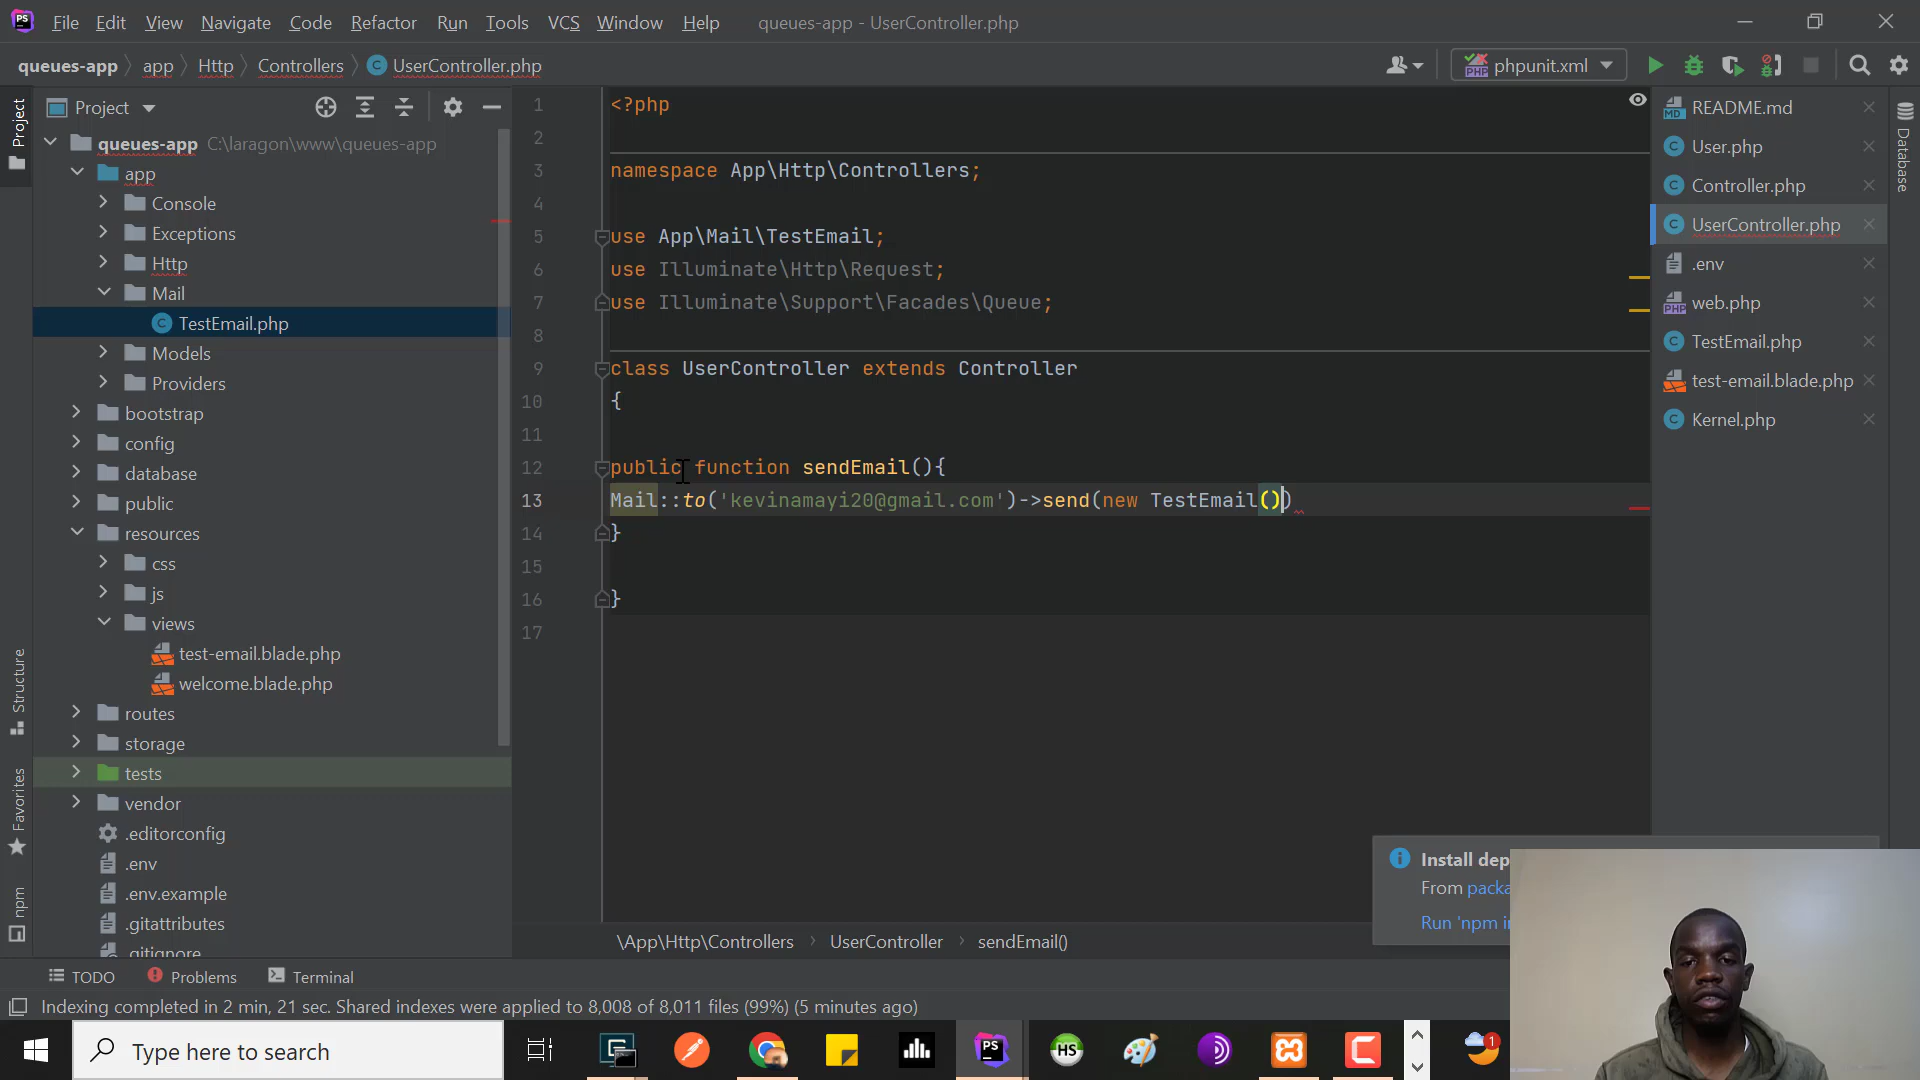 PS File Edit View Navigate Code Refactor Run Tools VCS Window Help queues-app - UserController.php
queues-app app Http Controllers UserController.php
phpunit.xml
Project
queues-app C:\laragon\www\queues-app
app
Console
Exceptions
Http
Mail
TestEmail.php
Models
Providers
bootstrap
config
database
public
resources
css
js
views
test-email.blade.php
welcome.blade.php
routes
storage
tests
vendor
.editorconfig
.env
.env.example
.gitattributes
.gitignore
Project
Structure
Favorites
npm
1 <?php
2
3 namespace App\Http\Controllers;
4
5 use App\Mail\TestEmail;
6 use Illuminate\Http\Request;
7 use Illuminate\Support\Facades\Queue;
8
9 class UserController extends Controller
10 {
11
12 public function sendEmail(){
13 Mail::to('kevinamayi20@gmail.com')->send(new TestEmail())
14 }
15
16 }
17
README.md
User.php
Controller.php
UserController.php
.env
web.php
TestEmail.php
test-email.blade.php
Kernel.php
Database
Install dep
From packa
Run 'npm in
\App\Http\Controllers UserController sendEmail()
TODO Problems Terminal
Indexing completed in 2 min, 21 sec. Shared indexes were applied to 8,008 of 8,011 files (99%) (5 minutes ago)
Type here to search
PS
HS
1